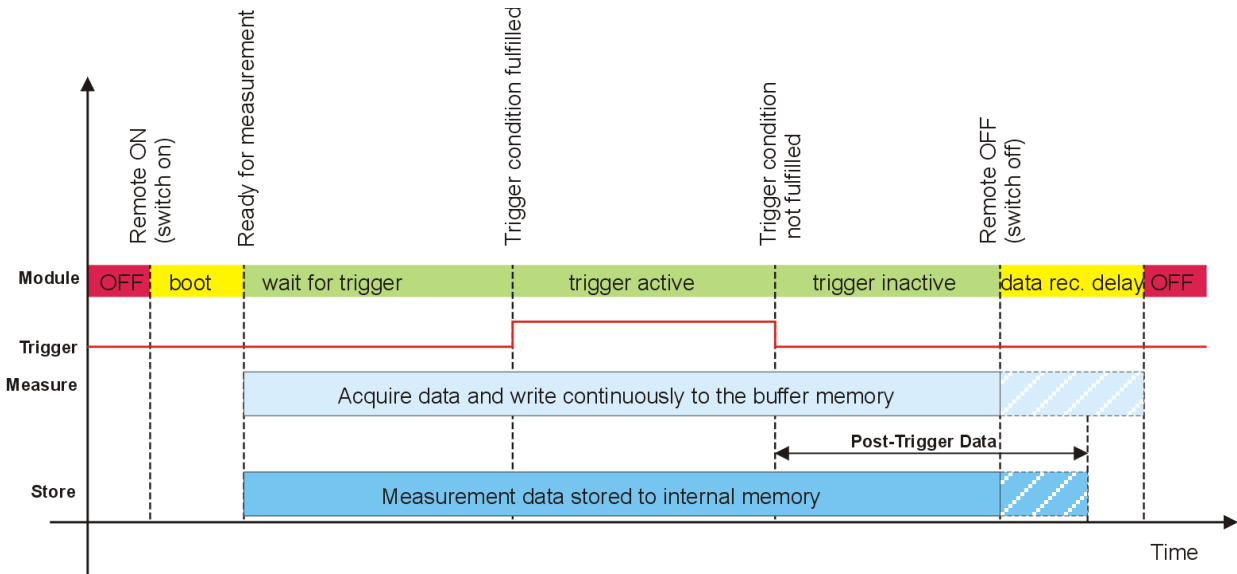 Remote ON
(switch on)
Ready for measurement
Trigger condition fulfilled
Trigger condition
not fulfilled
Remote OFF
(switch off)
Module
OFF
boot
wait for trigger
trigger active
trigger inactive
data rec. delay
OFF
Trigger
Measure
Acquire data and write continuously to the buffer memory
Post-Trigger Data
Store
Measurement data stored to internal memory
Time